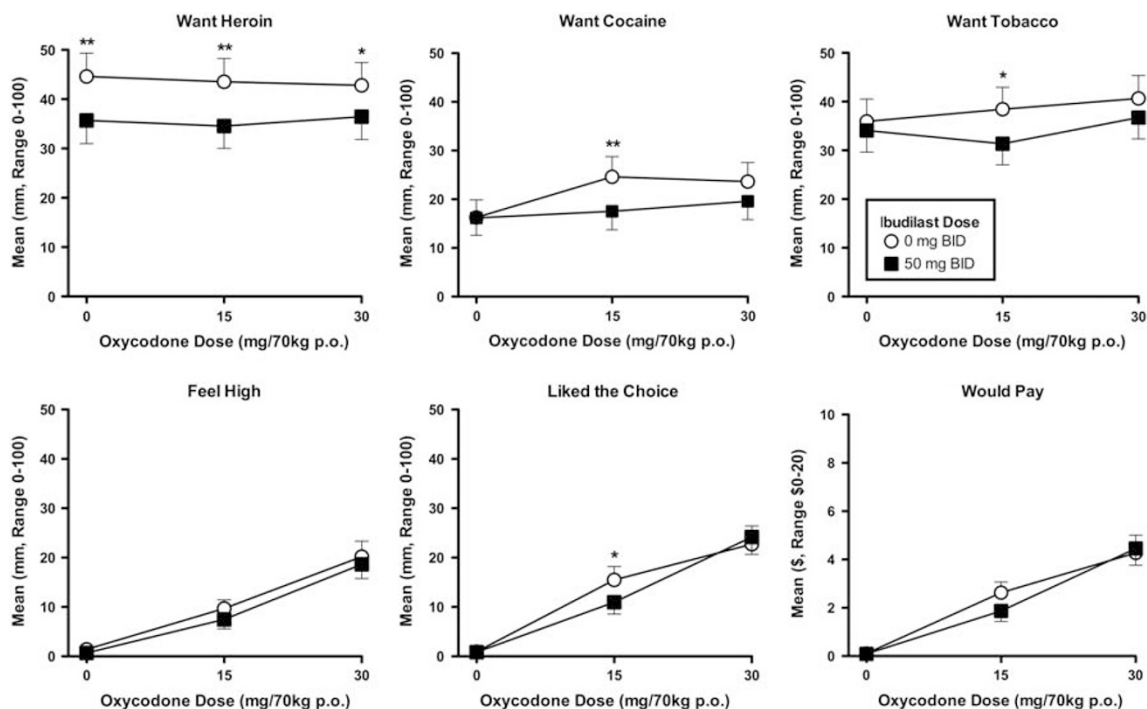 Want Heroin
Mean (mm, Range 0-100)
50
40
30
20
10
0
**
**
*
0
15
30
Oxycodone Dose (mg/70kg p.o.)
Want Cocaine
Mean (mm, Range 0-100)
50
40
30
20
10
0
**
0
15
30
Oxycodone Dose (mg/70kg p.o.)
Want Tobacco
Mean (mm, Range 0-100)
50
40
30
20
10
0
*
Ibudilast Dose
0 mg BID
50 mg BID
0
15
30
Oxycodone Dose (mg/70kg p.o.)
Feel High
Mean (mm, Range 0-100)
50
40
30
20
10
0
0
15
30
Oxycodone Dose (mg/70kg p.o.)
Liked the Choice
Mean (mm, Range 0-100)
50
40
30
20
10
0
*
0
15
30
Oxycodone Dose (mg/70kg p.o.)
Would Pay
Mean ($, Range $0-20)
10
8
6
4
2
0
0
15
30
Oxycodone Dose (mg/70kg p.o.)